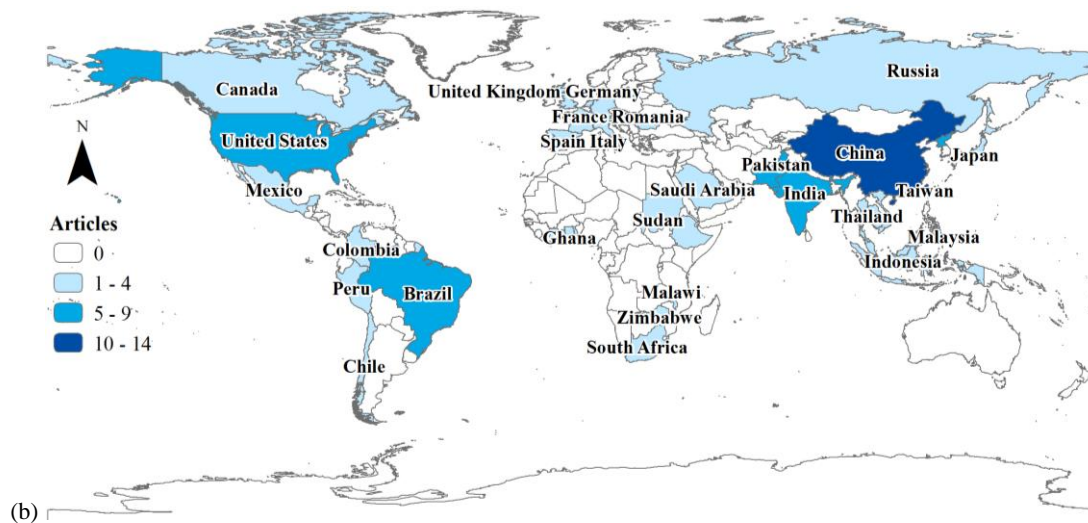 Canada
Russia
United Kingdom Germany
N
France Romania
United States
Spain Italy
China
Japan
Pakistan
Mexico
Saudi Arabia
India
Taiwan
Articles
Sudan
Thailand
0
Ghana
Malaysia
Colombia
Indonesia
1 - 4
Peru
Brazil
Malawi
5 - 9
Zimbabwe
10 - 14
South Africa
Chile
(b)